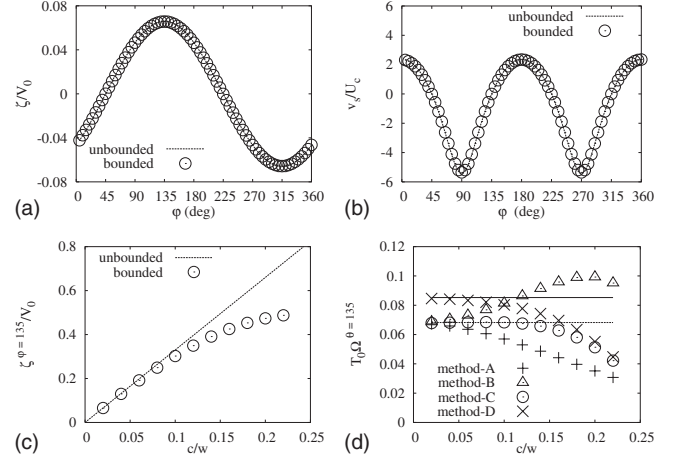 0.08
0.04
0
-0.04
-0.08
ζ/V0
unbounded
bounded
0 45 90 135 180 225 270 315 360
φ (deg)
(a)
6
4
2
0
-2
-4
-6
νs/Uc
unbounded
bounded
0 45 90 135 180 225 270 315 360
φ (deg)
(b)
0.8
0.6
0.4
0.2
0
ζ^φ=135/V0
unbounded
bounded
0 0.05 0.1 0.15 0.2 0.25
c/w
(c)
0.12
0.1
0.08
0.06
0.04
0.02
0
T0Ω^θ=135
method-A
method-B
method-C
method-D
0 0.05 0.10 0.15 0.20 0.25
c/w
(d)